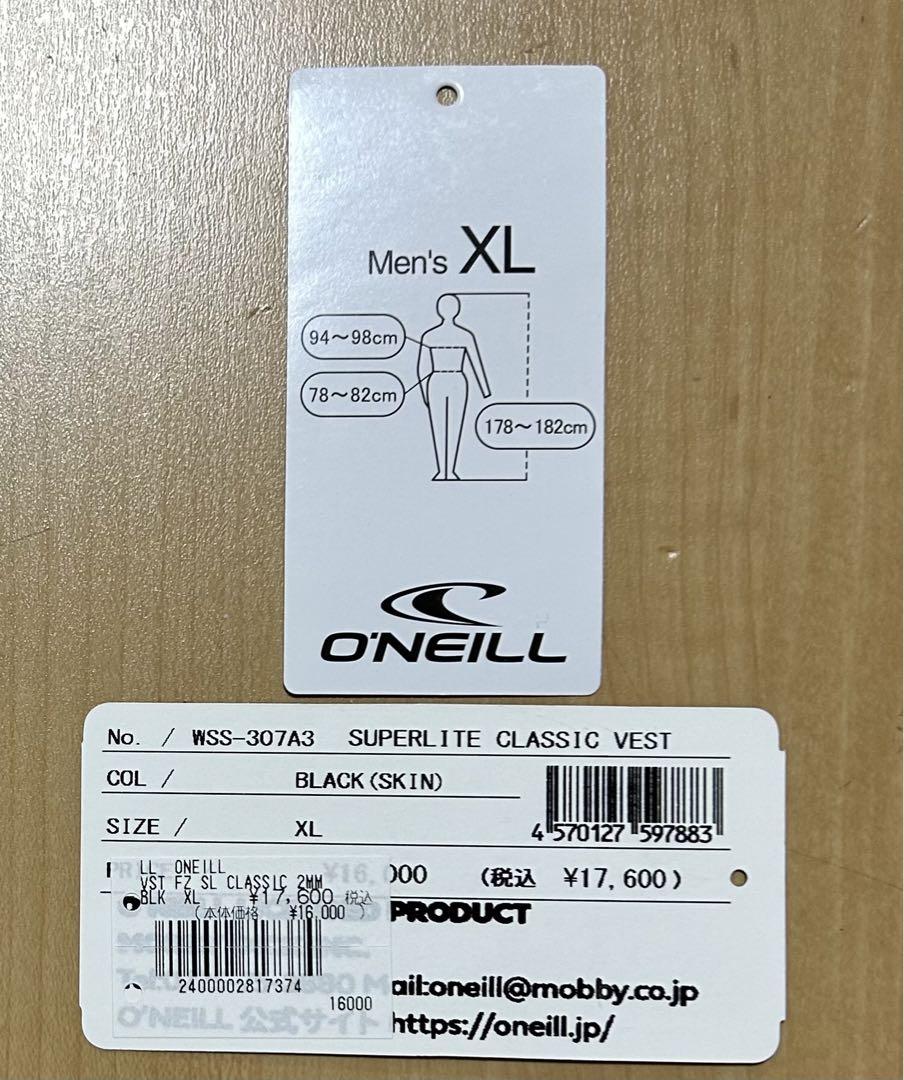 Men's XL
94～98cm
78～82cm
178～182cm
O'NEILL
No. / WSS-307A3 SUPERLITE CLASSIC VEST
COL / BLACK(SKIN)
SIZE / XL
4 570127 597883
PRICE ¥16,000 (税込 ¥17,600)
LL ONEILL
VST FZ SL CLASSIC 2MM
BLK XL ¥17,600 税込
(本体価格 ¥16,000 )
2400002817374
16000
PRODUCT
ail:oneill@mobby.co.jp
O'NEILL 公式サイト https://oneill.jp/